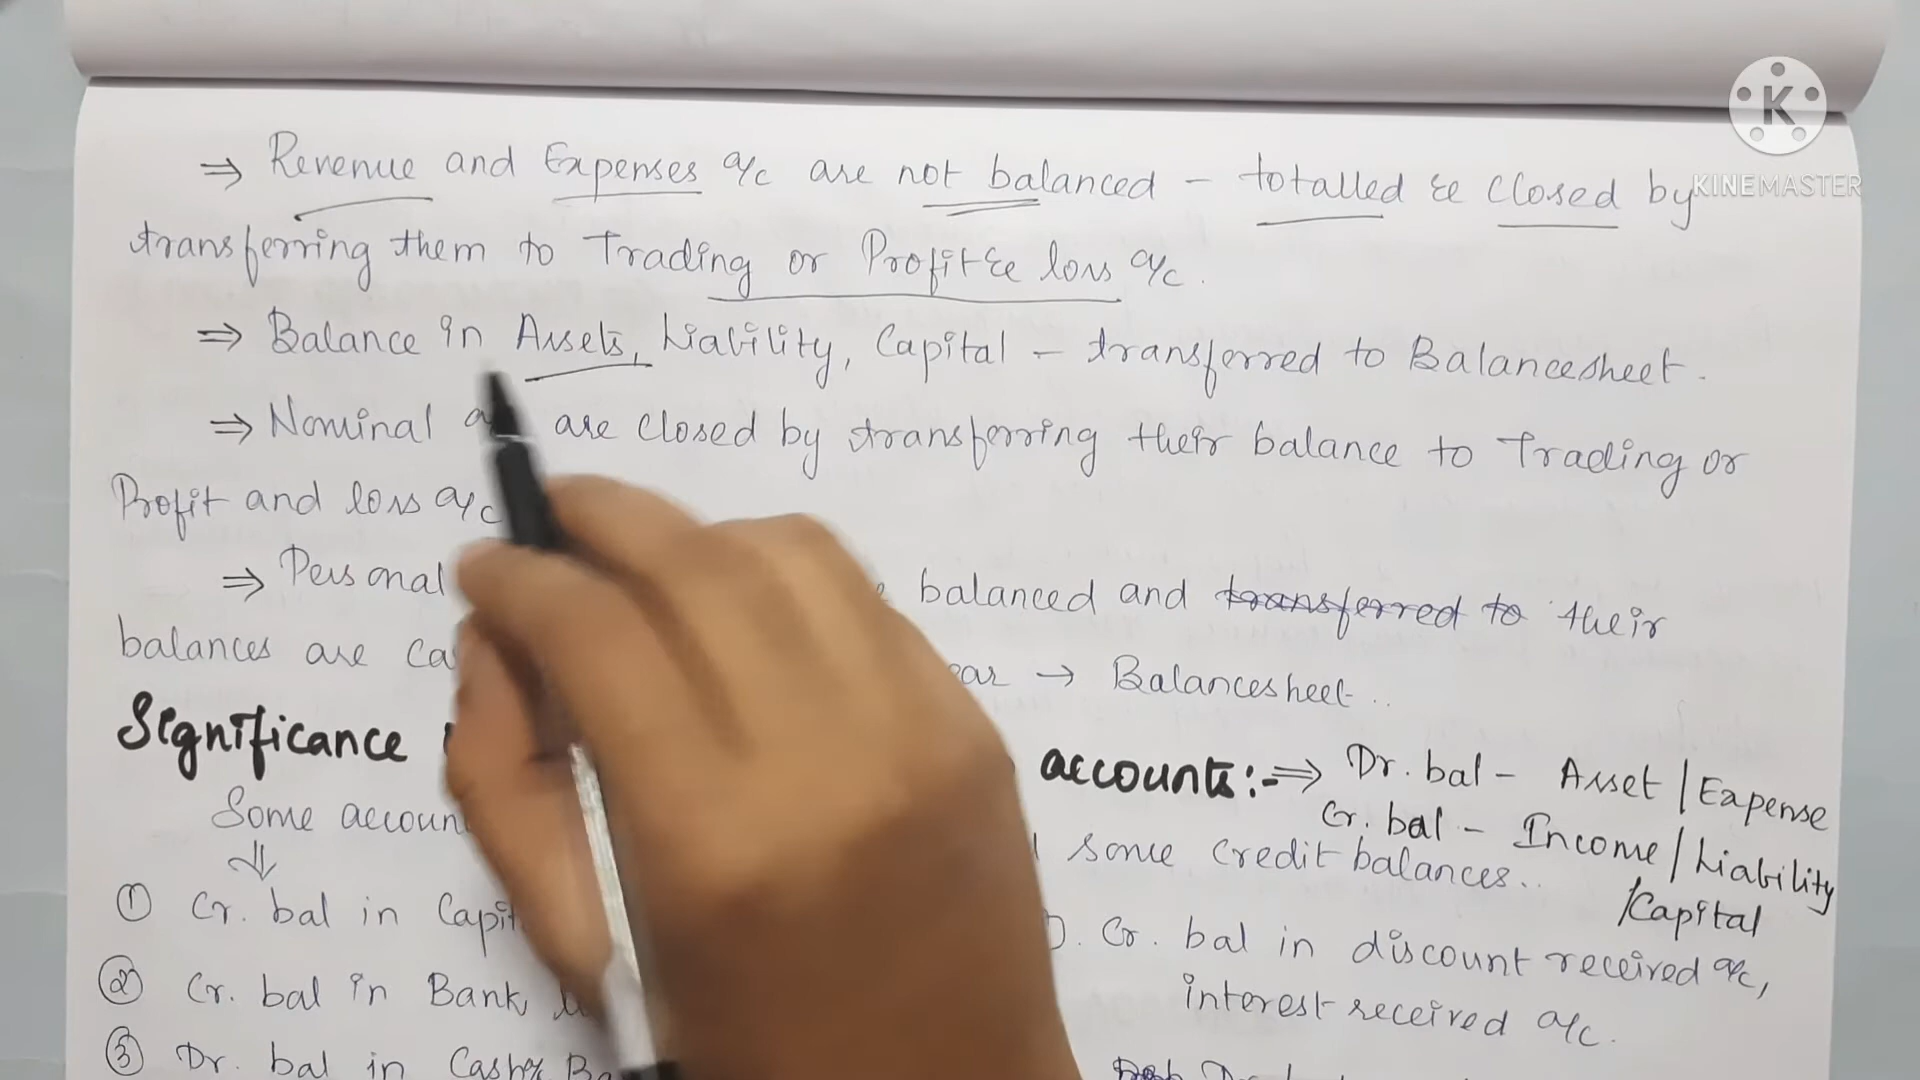 ⇒ Revenue and Expenses a/c are not balanced - totalled & closed by
transferring them to Trading or Profit & loss a/c.
⇒ Balance in Assets, Liability, Capital - transferred to Balancesheet.
⇒ Nominal are closed by transferring their balance to Trading or
Profit and loss a/c
⇒ Personal balanced and transferred to their
balances are → Balancesheet..
Significance accounts:- ⇒ Dr. bal - Asset / Expense
Cr. bal - Income / Liability
/Capital
Some some credit balances..
① Cr. bal in
② Cr. bal in Bank
③ Dr. bal in Cash
Cr. bal in discount received a/c,
interest received a/c.
K
KINEMASTER